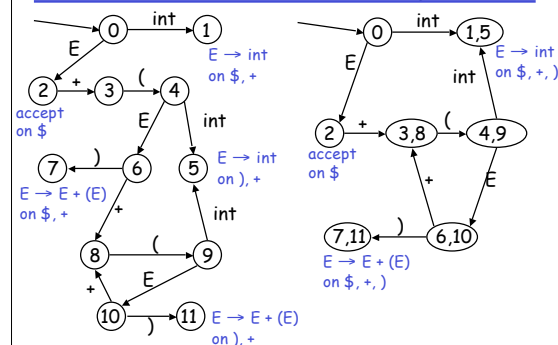 0
int
1
E
E → int
on $, +
2
+
3
(
4
accept
on $
E
int
7
)
6
5
E → int
on ), +
E → E + (E)
on $, +
+
int
8
(
9
+
E
10
)
11
E → E + (E)
on ), +
0
int
1,5
E
E → int
on $, +, )
int
2
+
3,8
(
4,9
accept
on $
+
E
7,11
)
6,10
E → E + (E)
on $, +, )